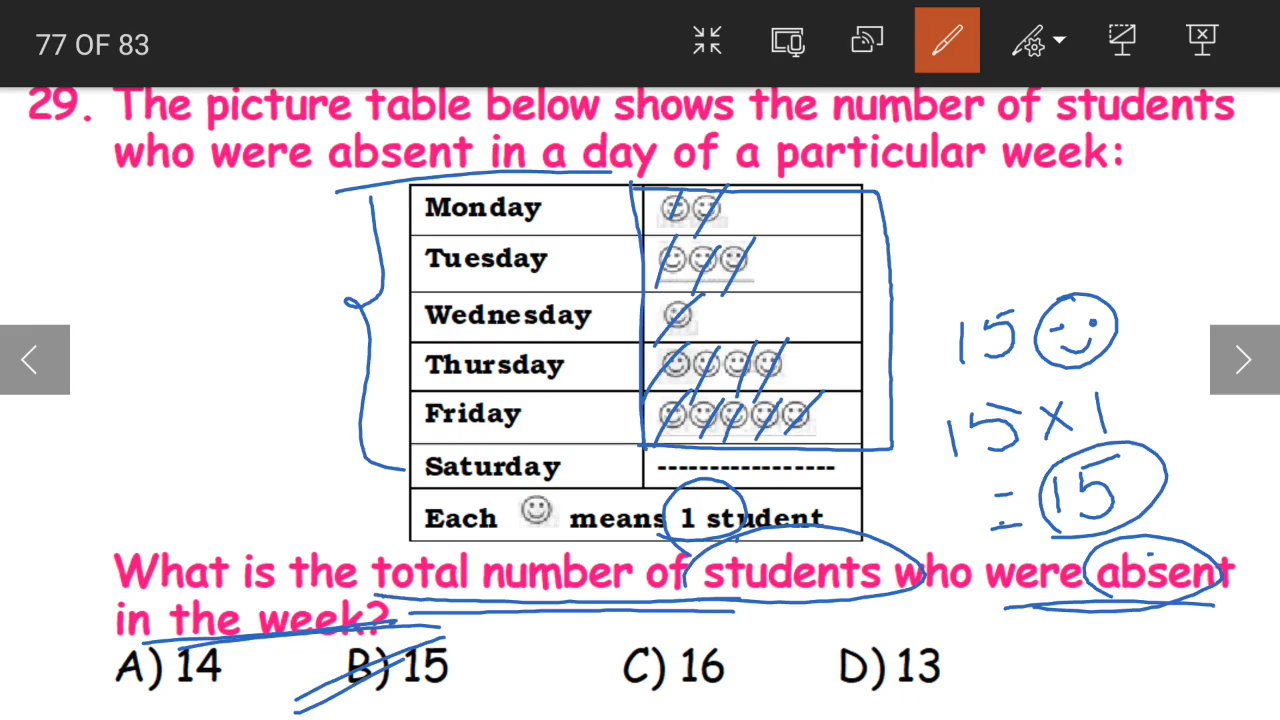 77 OF 83
29. The picture table below shows the number of students
who were absent in a day of a particular week:
Monday
Tuesday
Wednesday
Thursday
Friday
Saturday -----------------
Each means 1 student
15
15 x 1
= 15
What is the total number of students who were absent
in the week?
A) 14 B) 15 C) 16 D) 13